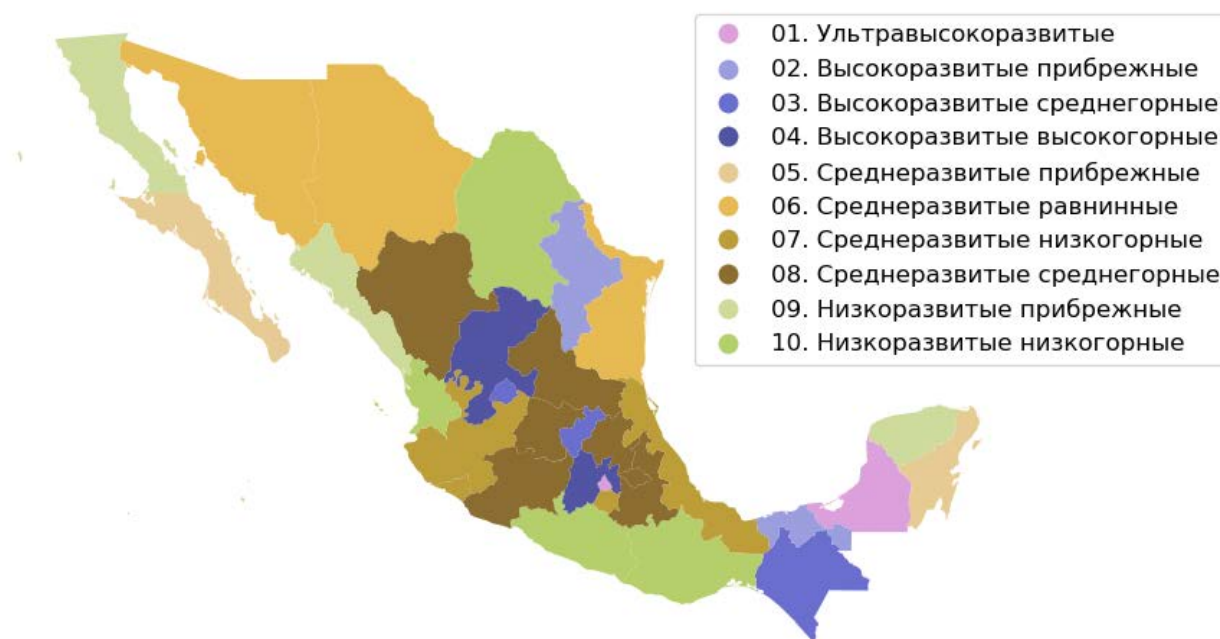 01. Ультравысокоразвитые
02. Высокоразвитые прибрежные
03. Высокоразвитые среднегорные
04. Высокоразвитые высокогорные
05. Среднеразвитые прибрежные
06. Среднеразвитые равнинные
07. Среднеразвитые низкогорные
08. Среднеразвитые среднегорные
09. Низкоразвитые прибрежные
10. Низкоразвитые низкогорные